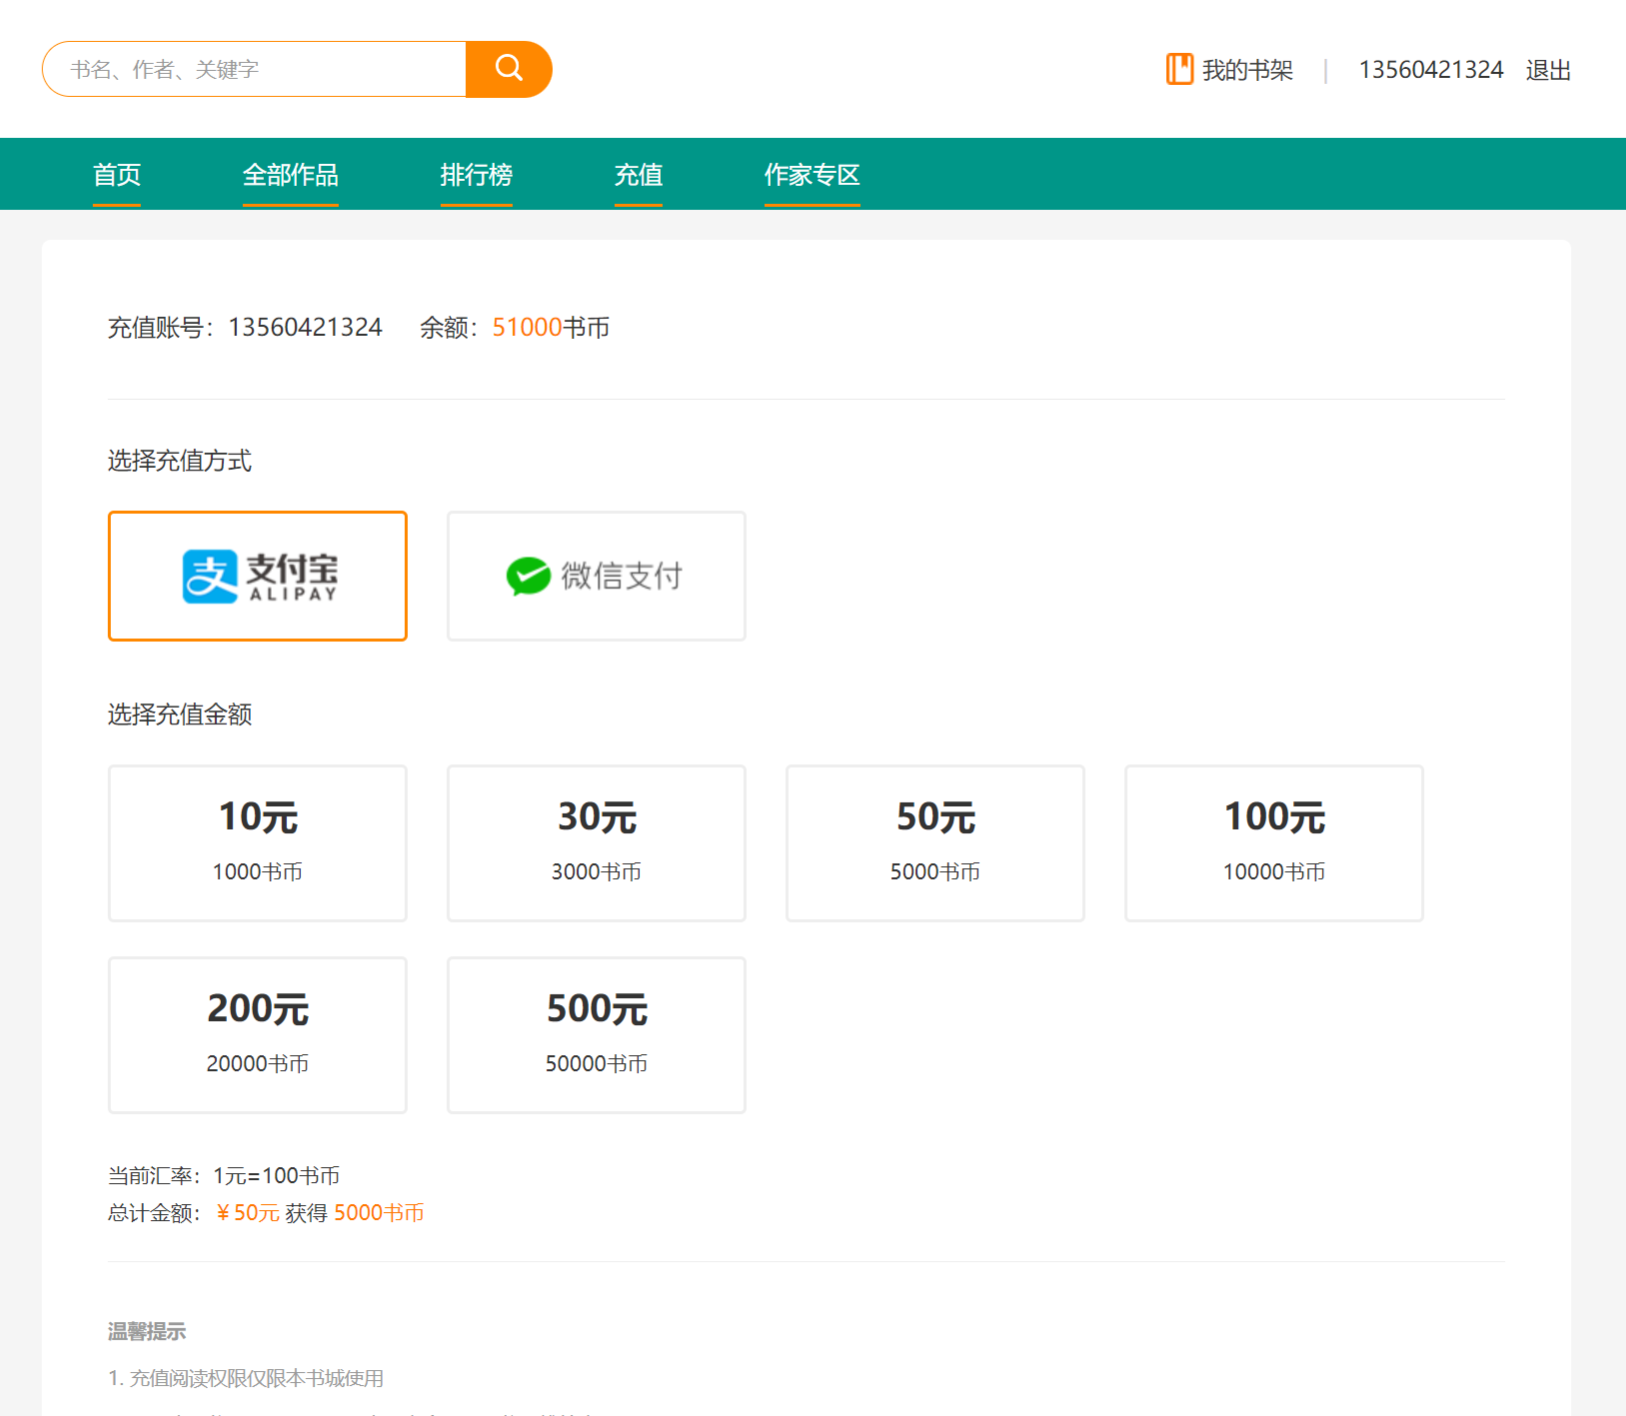 书名、作者、关键字
我的书架 | 13560421324 退出
首页 全部作品 排行榜 充值 作家专区
充值账号：13560421324 余额：51000书币
选择充值方式
支付宝 ALIPAY 微信支付
选择充值金额
10元 30元 50元 100元
1000书币 3000书币 5000书币 10000书币
200元 500元
20000书币 50000书币
当前汇率：1元=100书币
总计金额：￥50元 获得 5000书币
温馨提示
1. 充值阅读权限仅限本书城使用